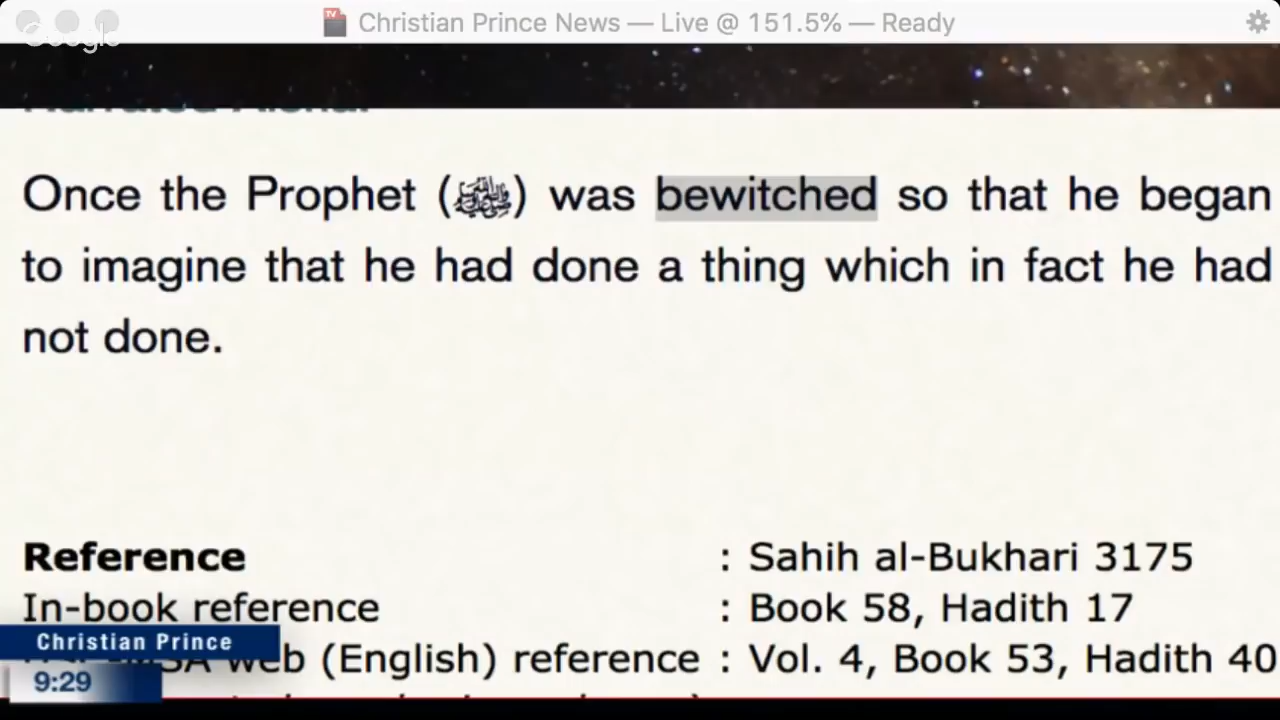 Christian Prince News — Live @ 151.5% — Ready
Google
Narrated Aisha:
Once the Prophet (ﷺ) was bewitched so that he began
to imagine that he had done a thing which in fact he had
not done.
Reference : Sahih al-Bukhari 3175
In-book reference : Book 58, Hadith 17
web (English) reference : Vol. 4, Book 53, Hadith 40
Christian Prince
9:29